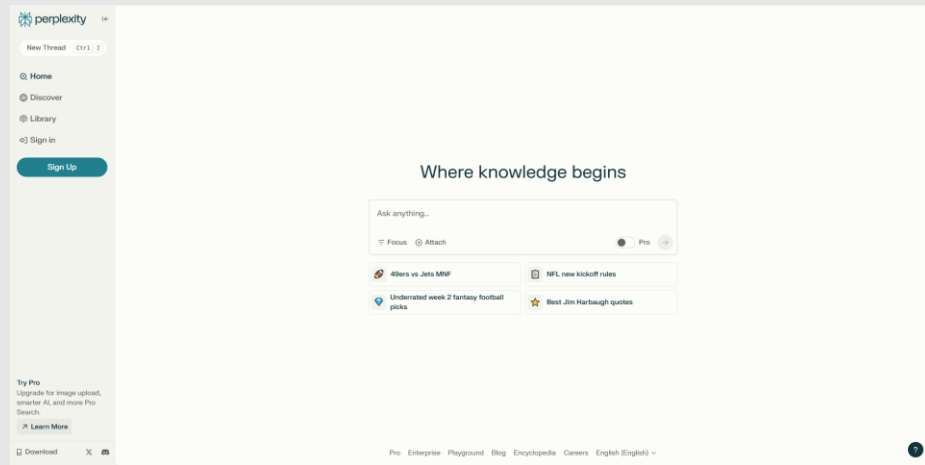 perplexity
New Thread Ctrl I
Home
Discover
Library
Sign in
Sign Up
Where knowledge begins
Ask anything...
Focus Attach Pro
49ers vs Jets MNF
NFL new kickoff rules
Underrated week 2 fantasy football
picks
Best Jim Harbaugh quotes
Try Pro
Upgrade for image upload,
smarter AI, and more Pro
Search.
Learn More
Download
Pro Enterprise Playground Blog Encyclopedia Careers English (English)
?